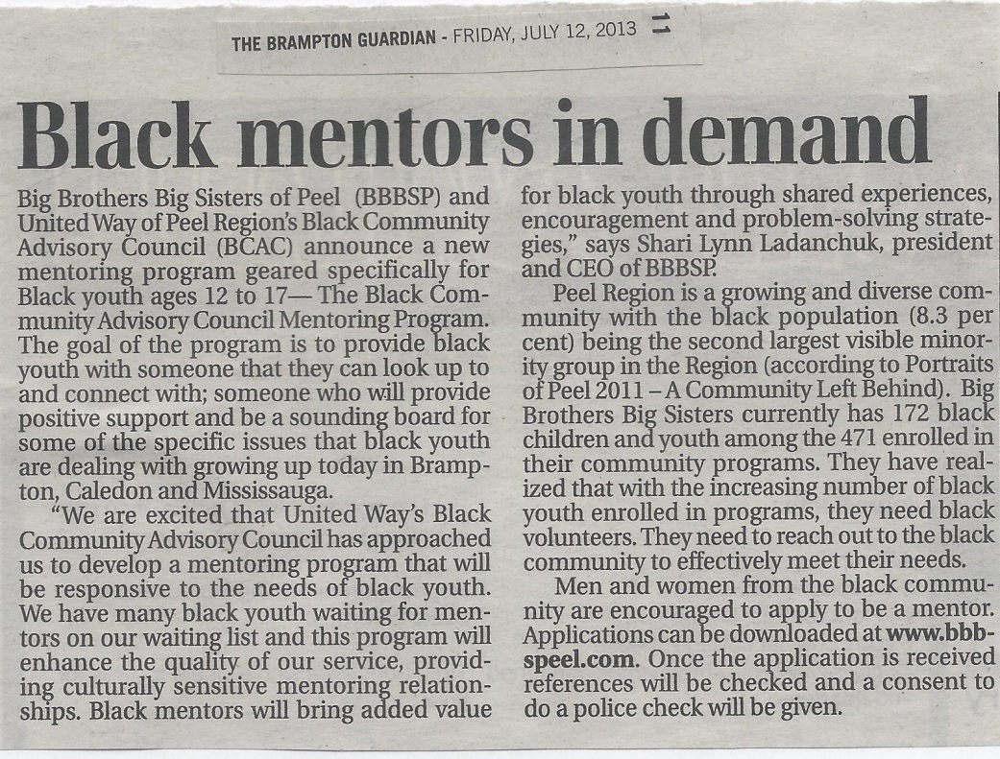 THE BRAMPTON GUARDIAN - FRIDAY, JULY 12, 2013 11
Black mentors in demand
Big Brothers Big Sisters of Peel (BBBSP) and
United Way of Peel Region's Black Community
Advisory Council (BCAC) announce a new
mentoring program geared specifically for
Black youth ages 12 to 17— The Black Com-
munity Advisory Council Mentoring Program.
The goal of the program is to provide black
youth with someone that they can look up to
and connect with; someone who will provide
positive support and be a sounding board for
some of the specific issues that black youth
are dealing with growing up today in Bramp-
ton, Caledon and Mississauga.
"We are excited that United Way's Black
Community Advisory Council has approached
us to develop a mentoring program that will
be responsive to the needs of black youth.
We have many black youth waiting for men-
tors on our waiting list and this program will
enhance the quality of our service, provid-
ing culturally sensitive mentoring relation-
ships. Black mentors will bring added value
for black youth through shared experiences,
encouragement and problem-solving strate-
gies," says Shari Lynn Ladanchuk, president
and CEO of BBBSP.
Peel Region is a growing and diverse com-
munity with the black population (8.3 per
cent) being the second largest visible minor-
ity group in the Region (according to Portraits
of Peel 2011 – A Community Left Behind). Big
Brothers Big Sisters currently has 172 black
children and youth among the 471 enrolled in
their community programs. They have real-
ized that with the increasing number of black
youth enrolled in programs, they need black
volunteers. They need to reach out to the black
community to effectively meet their needs.
Men and women from the black commu-
nity are encouraged to apply to be a mentor.
Applications can be downloaded at www.bbb-
speel.com. Once the application is received
references will be checked and a consent to
do a police check will be given.